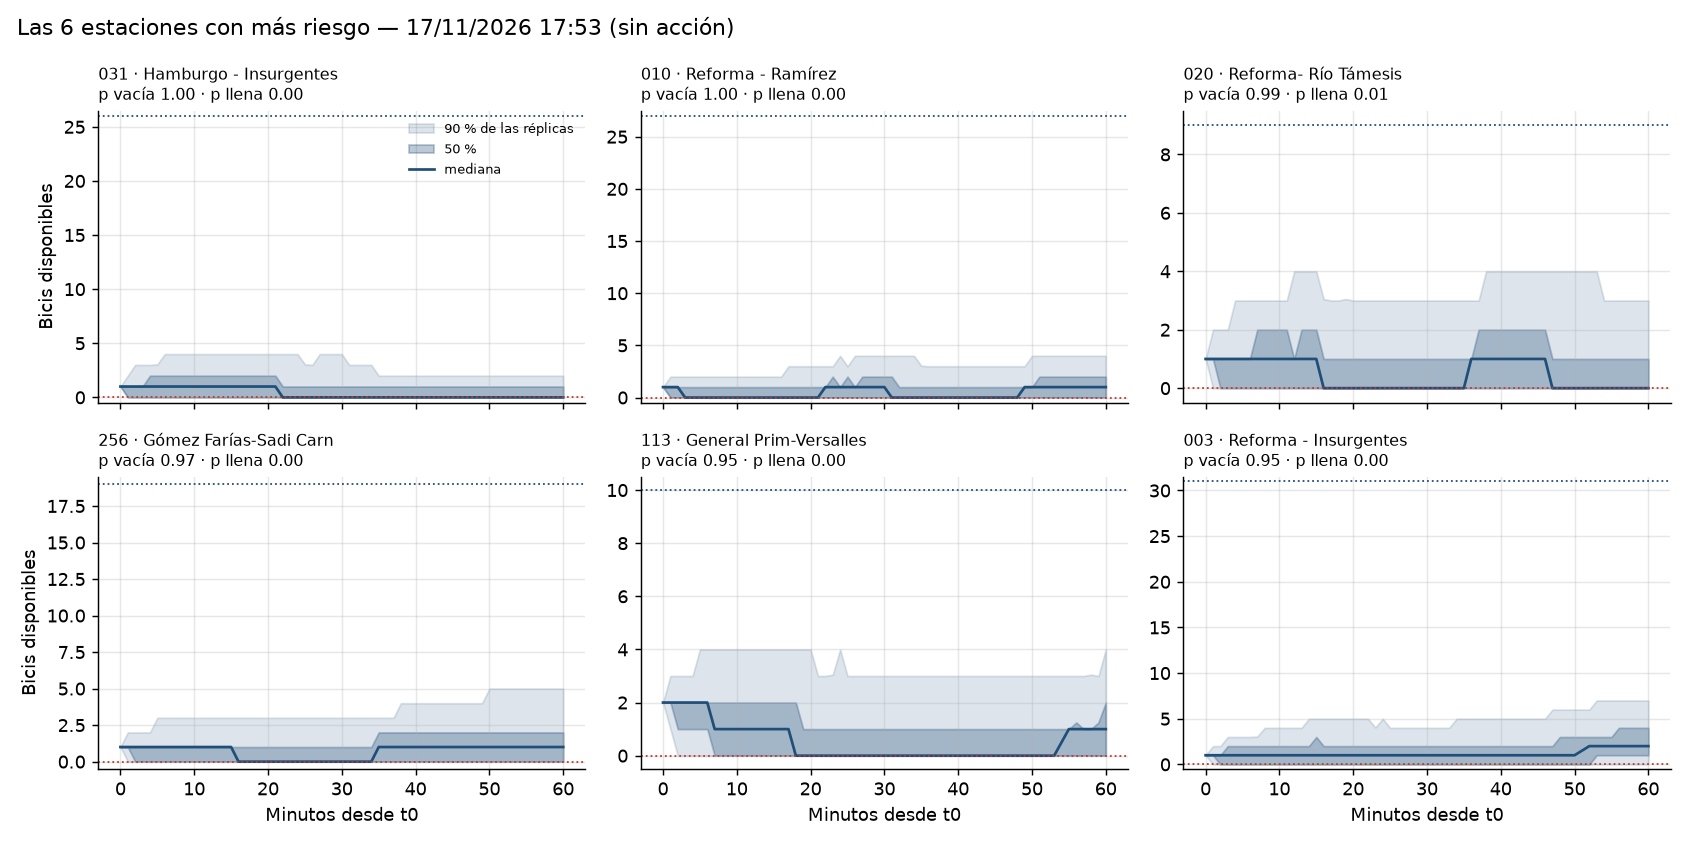 Las 6 estaciones con más riesgo — 17/11/2026 17:53 (sin acción)
031 · Hamburgo - Insurgentes
p vacía 1.00 · p llena 0.00
25
20
15
10
5
0
Bicis disponibles
90 % de las réplicas
50 %
mediana
010 · Reforma - Ramírez
p vacía 1.00 · p llena 0.00
25
20
15
10
5
0
020 · Reforma- Río Támesis
p vacía 0.99 · p llena 0.01
8
6
4
2
0
256 · Gómez Farías-Sadi Carn
p vacía 0.97 · p llena 0.00
17.5
15.0
12.5
10.0
7.5
5.0
2.5
0.0
Bicis disponibles
0 10 20 30 40 50 60
Minutos desde t0
113 · General Prim-Versalles
p vacía 0.95 · p llena 0.00
10
8
6
4
2
0
0 10 20 30 40 50 60
Minutos desde t0
003 · Reforma - Insurgentes
p vacía 0.95 · p llena 0.00
30
25
20
15
10
5
0
0 10 20 30 40 50 60
Minutos desde t0